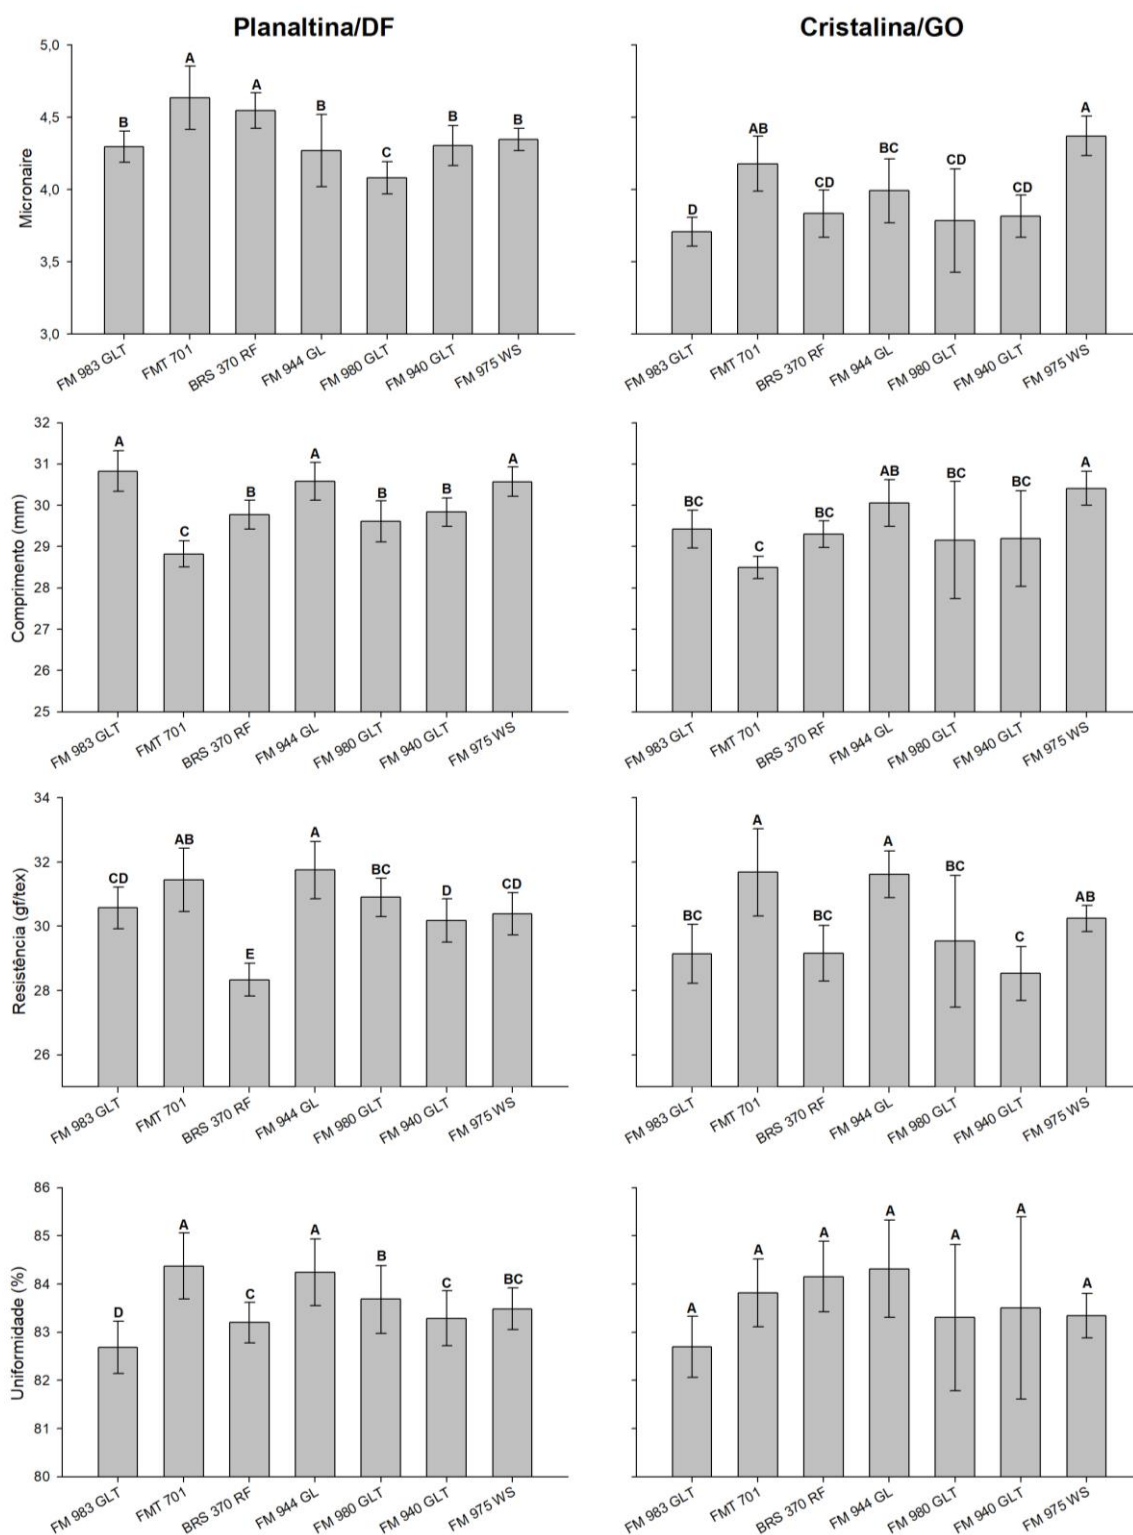 Planaltina/DF
Cristalina/GO
Micronaire
5,0
4,5
4,0
3,5
3,0
B
A
A
B
C
B
B
FM 983 GLT
FMT 701
BRS 370 RF
FM 944 GL
FM 980 GLT
FM 940 GLT
FM 975 WS
D
AB
CD
BC
CD
CD
A
FM 983 GLT
FMT 701
BRS 370 RF
FM 944 GL
FM 980 GLT
FM 940 GLT
FM 975 WS
Comprimento (mm)
32
31
30
29
28
27
26
25
A
C
B
A
B
B
A
FM 983 GLT
FMT 701
BRS 370 RF
FM 944 GL
FM 980 GLT
FM 940 GLT
FM 975 WS
BC
C
BC
AB
BC
BC
A
FM 983 GLT
FMT 701
BRS 370 RF
FM 944 GL
FM 980 GLT
FM 940 GLT
FM 975 WS
Resistência (gf/tex)
34
32
30
28
26
CD
AB
E
A
BC
D
CD
FM 983 GLT
FMT 701
BRS 370 RF
FM 944 GL
FM 980 GLT
FM 940 GLT
FM 975 WS
BC
A
BC
A
BC
C
AB
FM 983 GLT
FMT 701
BRS 370 RF
FM 944 GL
FM 980 GLT
FM 940 GLT
FM 975 WS
Uniformidade (%)
86
85
84
83
82
81
80
D
A
C
A
B
C
BC
FM 983 GLT
FMT 701
BRS 370 RF
FM 944 GL
FM 980 GLT
FM 940 GLT
FM 975 WS
A
A
A
A
A
A
A
FM 983 GLT
FMT 701
BRS 370 RF
FM 944 GL
FM 980 GLT
FM 940 GLT
FM 975 WS